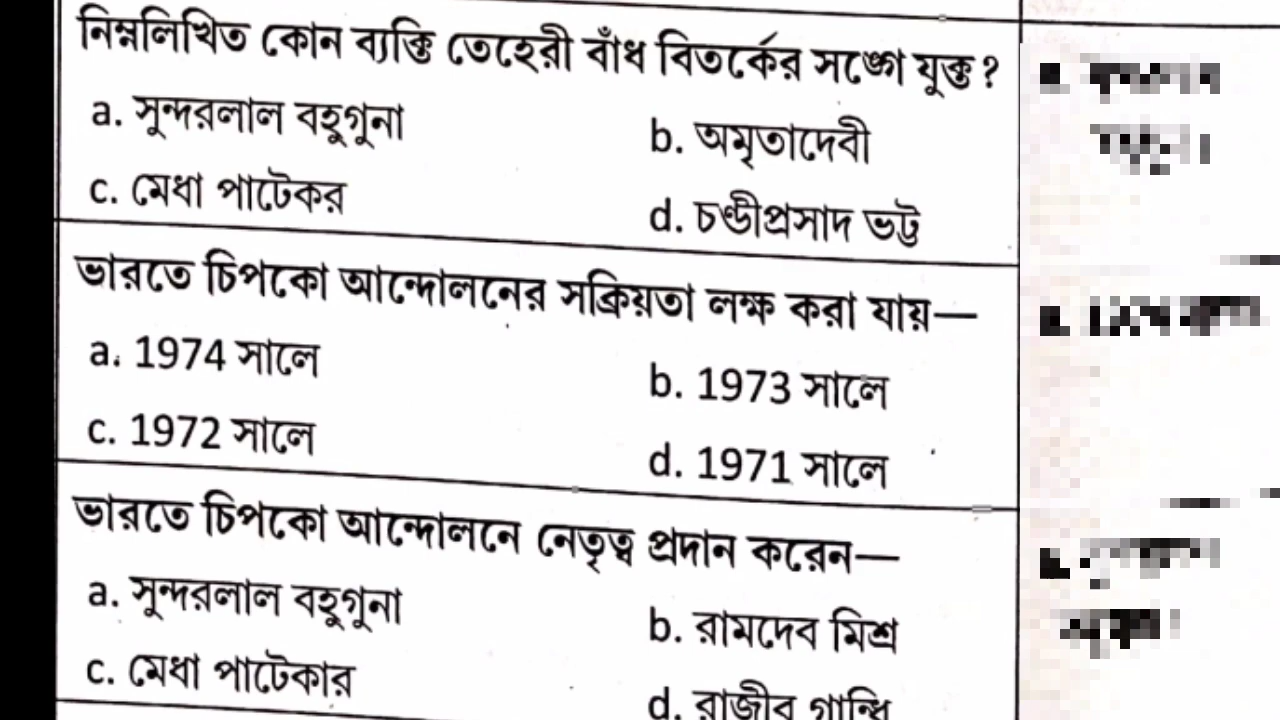 নিম্নলিখিত কোন ব্যক্তি তেহেরী বাঁধ বিতর্কের সঙ্গে যুক্ত?
a. সুন্দরলাল বহুগুনা
b. অমৃতাদেবী
c. মেধা পাটেকর
d. চণ্ডীপ্রসাদ ভট্ট
ভারতে চিপকো আন্দোলনের সক্রিয়তা লক্ষ করা যায়—
a. 1974 সালে
b. 1973 সালে
c. 1972 সালে
d. 1971 সালে
ভারতে চিপকো আন্দোলনে নেতৃত্ব প্রদান করেন—
a. সুন্দরলাল বহুগুনা
b. রামদেব মিশ্র
c. মেধা পাটেকার
d. রাজীব গান্ধি